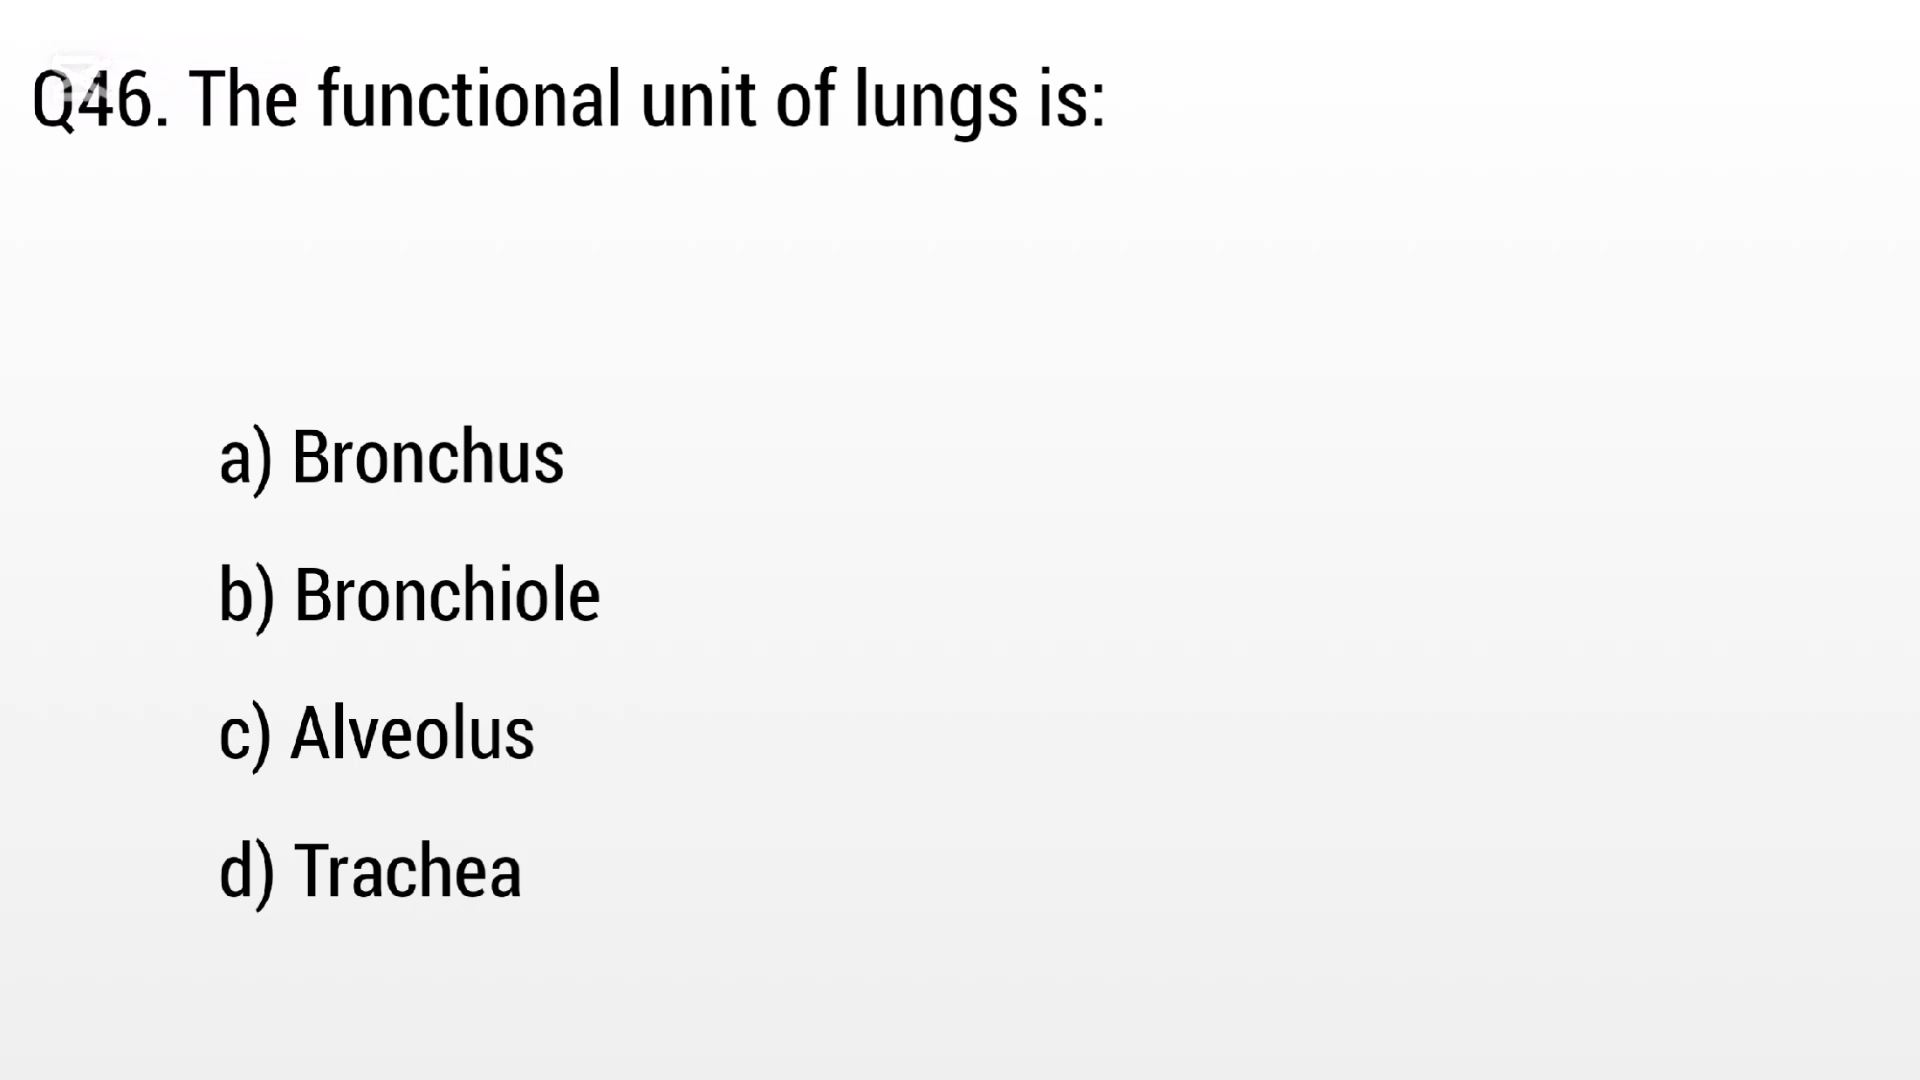 Q46. The functional unit of lungs is:
a) Bronchus
b) Bronchiole
c) Alveolus
d) Trachea